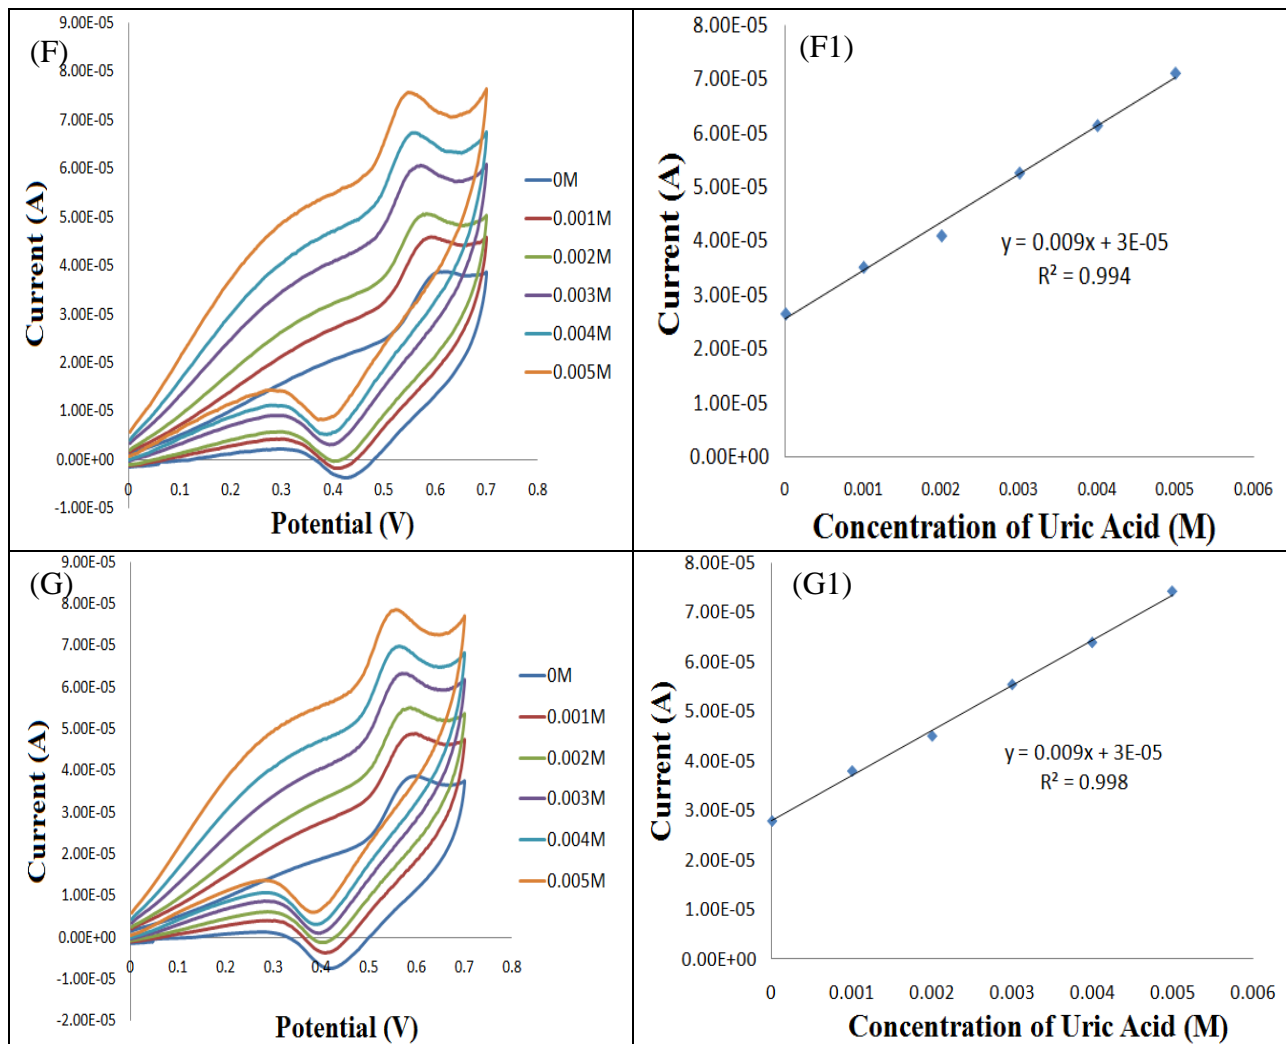 (F)
9.00E-05
8.00E-05
7.00E-05
6.00E-05
5.00E-05
4.00E-05
3.00E-05
2.00E-05
1.00E-05
0.00E+00
-1.00E-05
Current (A)
0 0.1 0.2 0.3 0.4 0.5 0.6 0.7 0.8
Potential (V)
0M
0.001M
0.002M
0.003M
0.004M
0.005M
(F1)
8.00E-05
7.00E-05
6.00E-05
5.00E-05
4.00E-05
3.00E-05
2.00E-05
1.00E-05
0.00E+00
Current (A)
y = 0.009x + 3E-05
R² = 0.994
0 0.001 0.002 0.003 0.004 0.005 0.006
Concentration of Uric Acid (M)
(G)
9.00E-05
8.00E-05
7.00E-05
6.00E-05
5.00E-05
4.00E-05
3.00E-05
2.00E-05
1.00E-05
0.00E+00
-1.00E-05
-2.00E-05
Current (A)
0 0.1 0.2 0.3 0.4 0.5 0.6 0.7 0.8
Potential (V)
0M
0.001M
0.002M
0.003M
0.004M
0.005M
(G1)
8.00E-05
7.00E-05
6.00E-05
5.00E-05
4.00E-05
3.00E-05
2.00E-05
1.00E-05
0.00E+00
Current (A)
y = 0.009x + 3E-05
R² = 0.998
0 0.001 0.002 0.003 0.004 0.005 0.006
Concentration of Uric Acid (M)